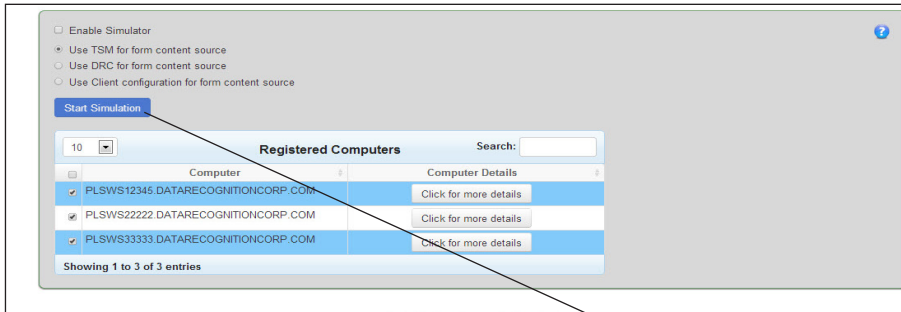 Enable Simulator
Use TSM for form content source
Use DRC for form content source
Use Client configuration for form content source
Start Simulation
10 Registered Computers Search:
Computer Computer Details
PLSWS12345.DATARECOGNITIONCORP.COM Click for more details
PLSWS22222.DATARECOGNITIONCORP.COM Click for more details
PLSWS33333.DATARECOGNITIONCORP.COM Click for more details
Showing 1 to 3 of 3 entries